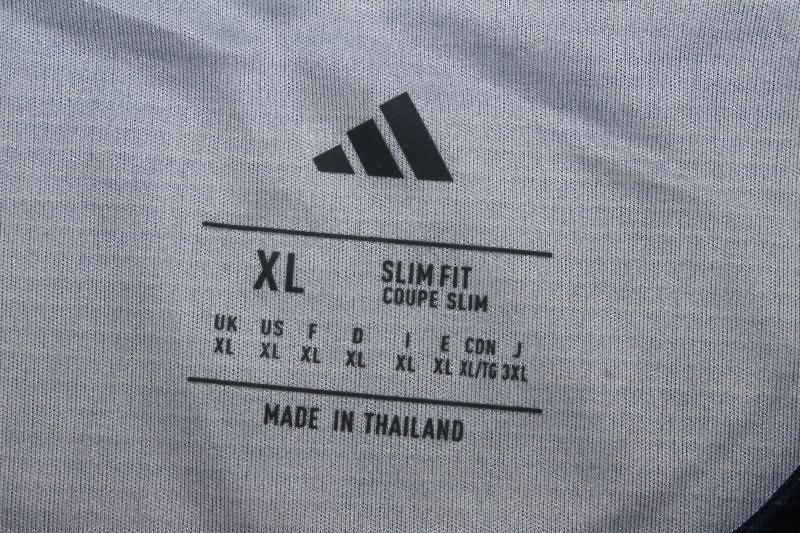 XL
SLIM FIT
COUPE SLIM
UK US F D I E CON J
XL XL XL XL XL XL XL/TG 3XL
MADE IN THAILAND